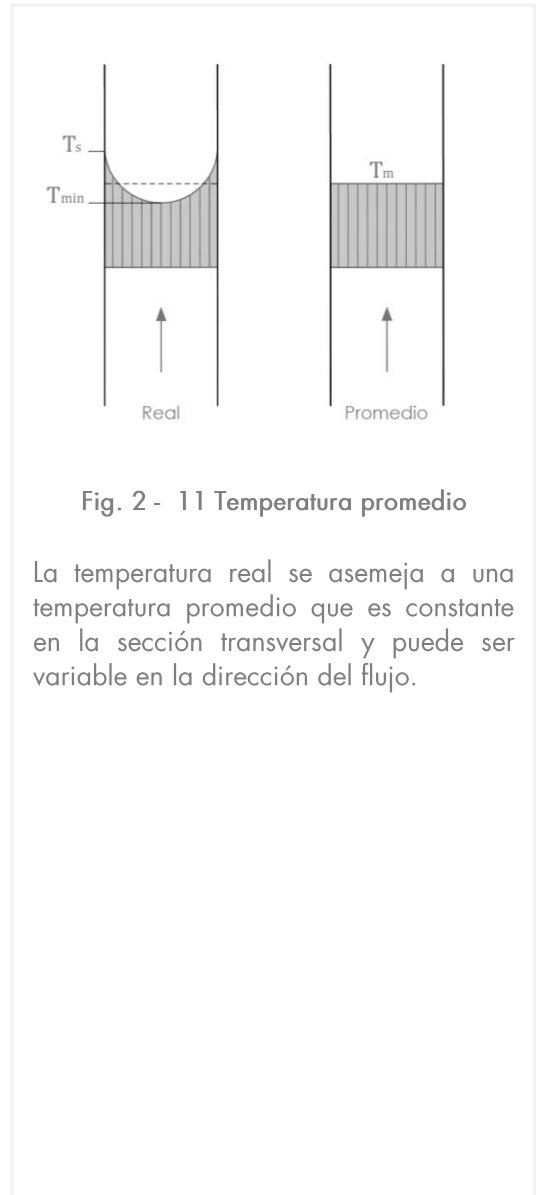 Ts
Tmin
Tm
Real
Promedio
Fig. 2 - 11 Temperatura promedio
La temperatura real se asemeja a una
temperatura promedio que es constante
en la sección transversal y puede ser
variable en la dirección del flujo.